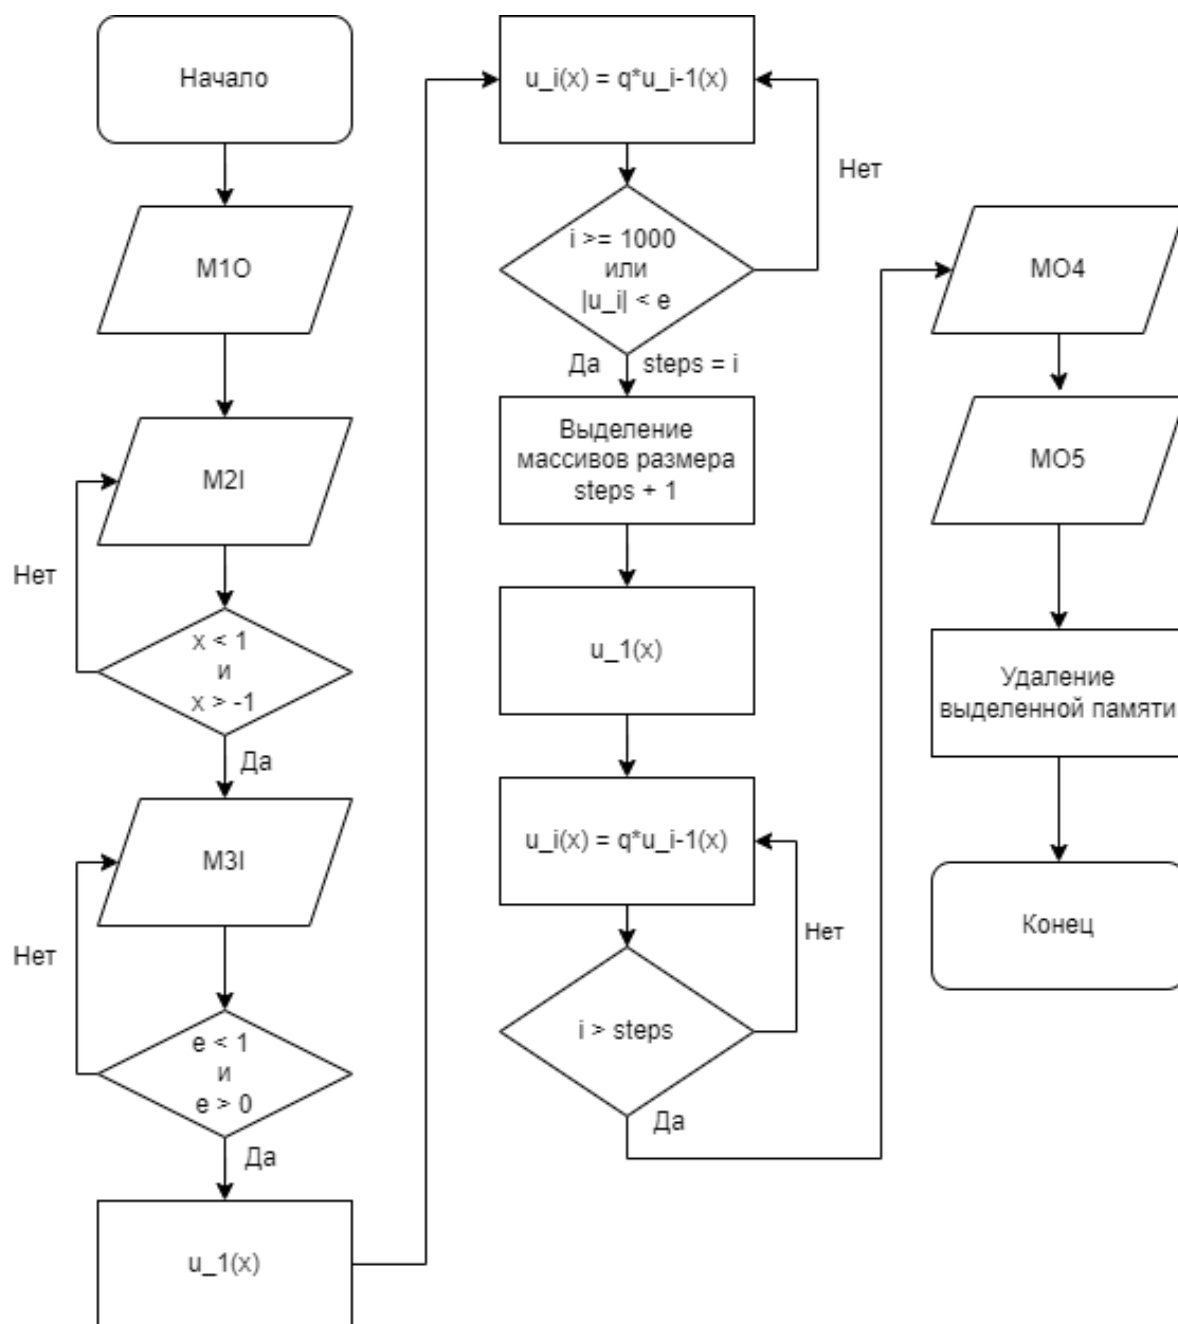 Начало
M1O
M2I
Нет
x < 1
и
x > -1
Да
M3I
Нет
e < 1
и
e > 0
Да
u_1(x)
u_i(x) = q*u_i-1(x)
Нет
i >= 1000
или
|u_i| < e
Да
steps = i
Выделение
массивов размера
steps + 1
u_1(x)
u_i(x) = q*u_i-1(x)
Нет
i > steps
Да
MO4
MO5
Удаление
выделенной памяти
Конец